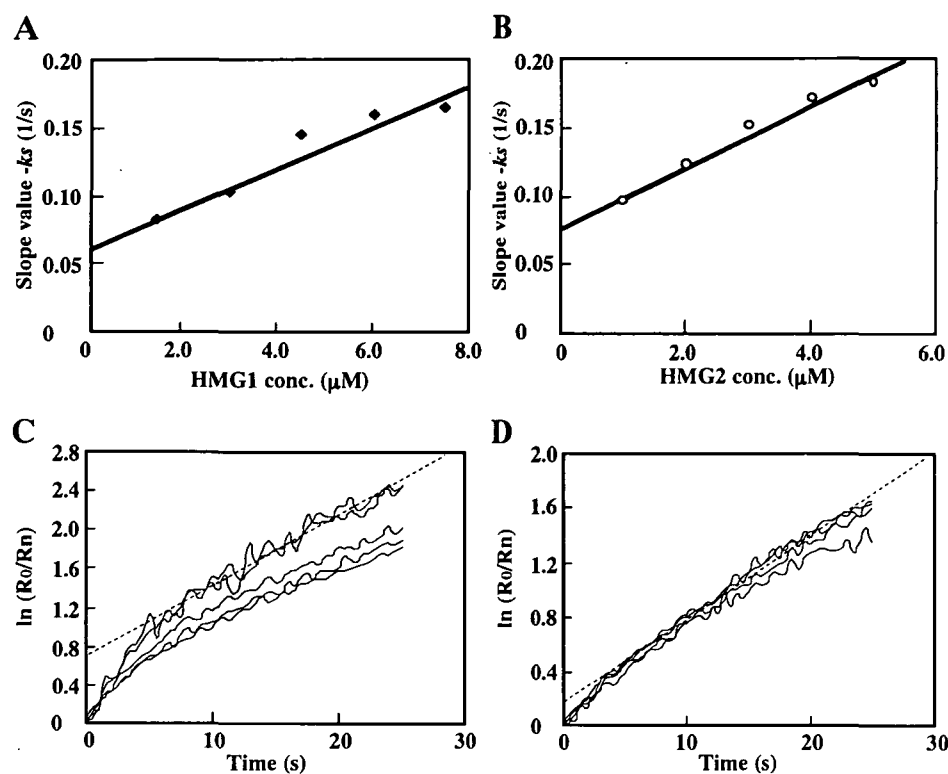 A
Slope value -ks (1/s)
0.20
0.15
0.10
0.05
0
0 2.0 4.0 6.0 8.0
HMG1 conc. (μM)
B
Slope value -ks (1/s)
0.20
0.15
0.10
0.05
0
0 2.0 4.0 6.0
HMG2 conc. (μM)
C
ln (Ro/Rn)
2.8
2.4
2.0
1.6
1.2
0.8
0.4
0
0 10 20 30
Time (s)
D
ln (Ro/Rn)
2.0
1.6
1.2
0.8
0.4
0
0 10 20 30
Time (s)